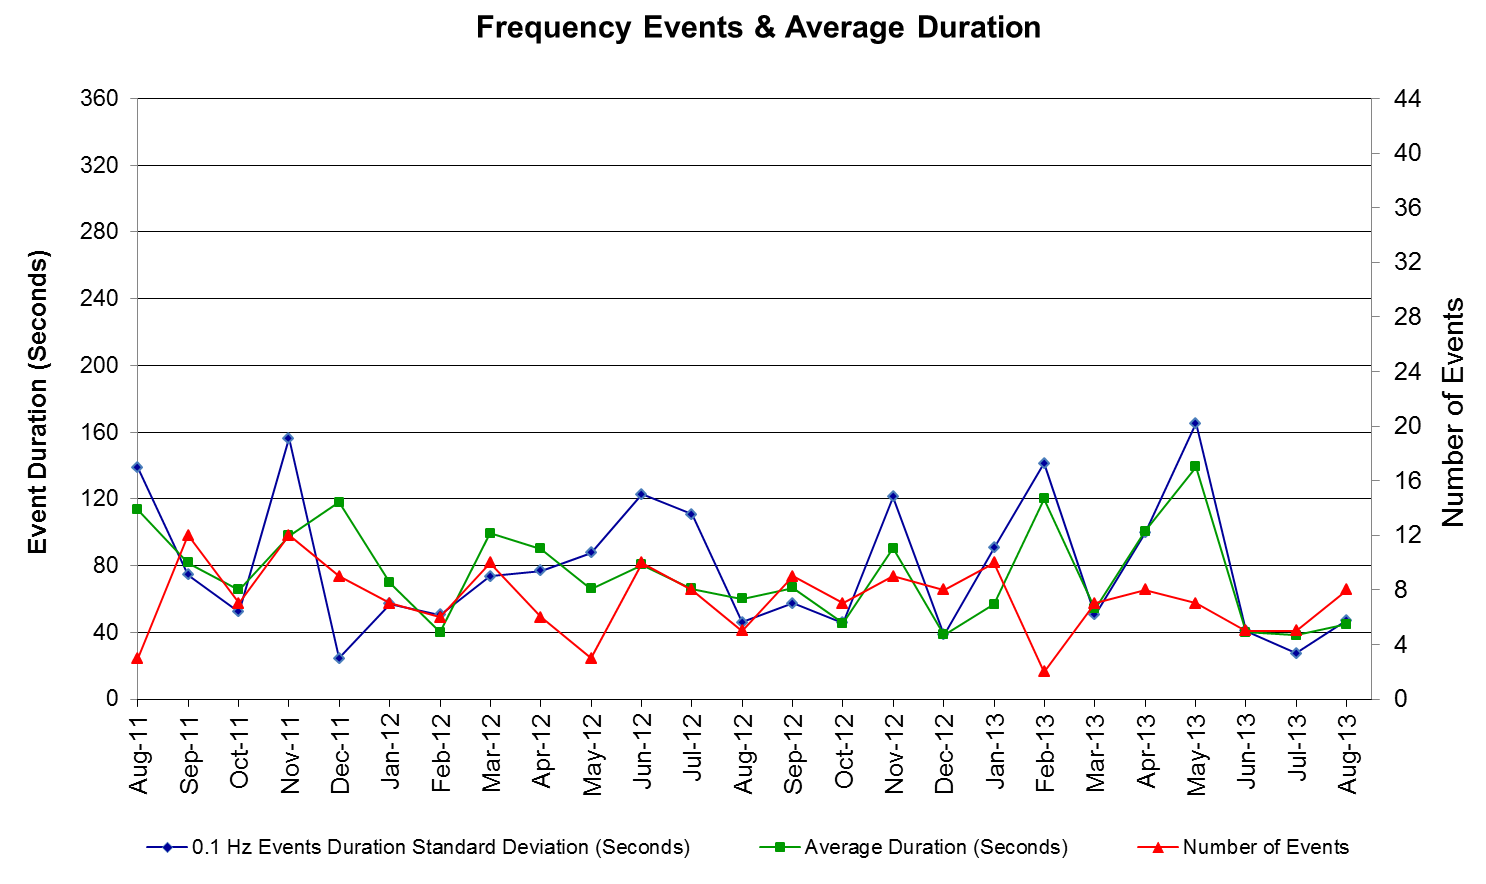 Frequency Events & Average Duration
360
320
280
240
200
160
120
80
40
0
Event Duration (Seconds)
44
40
36
32
28
24
20
16
12
8
4
0
Number of Events
Aug-11
Sep-11
Oct-11
Nov-11
Dec-11
Jan-12
Feb-12
Mar-12
Apr-12
May-12
Jun-12
Jul-12
Aug-12
Sep-12
Oct-12
Nov-12
Dec-12
Jan-13
Feb-13
Mar-13
Apr-13
May-13
Jun-13
Jul-13
Aug-13
0.1 Hz Events Duration Standard Deviation (Seconds)
Average Duration (Seconds)
Number of Events